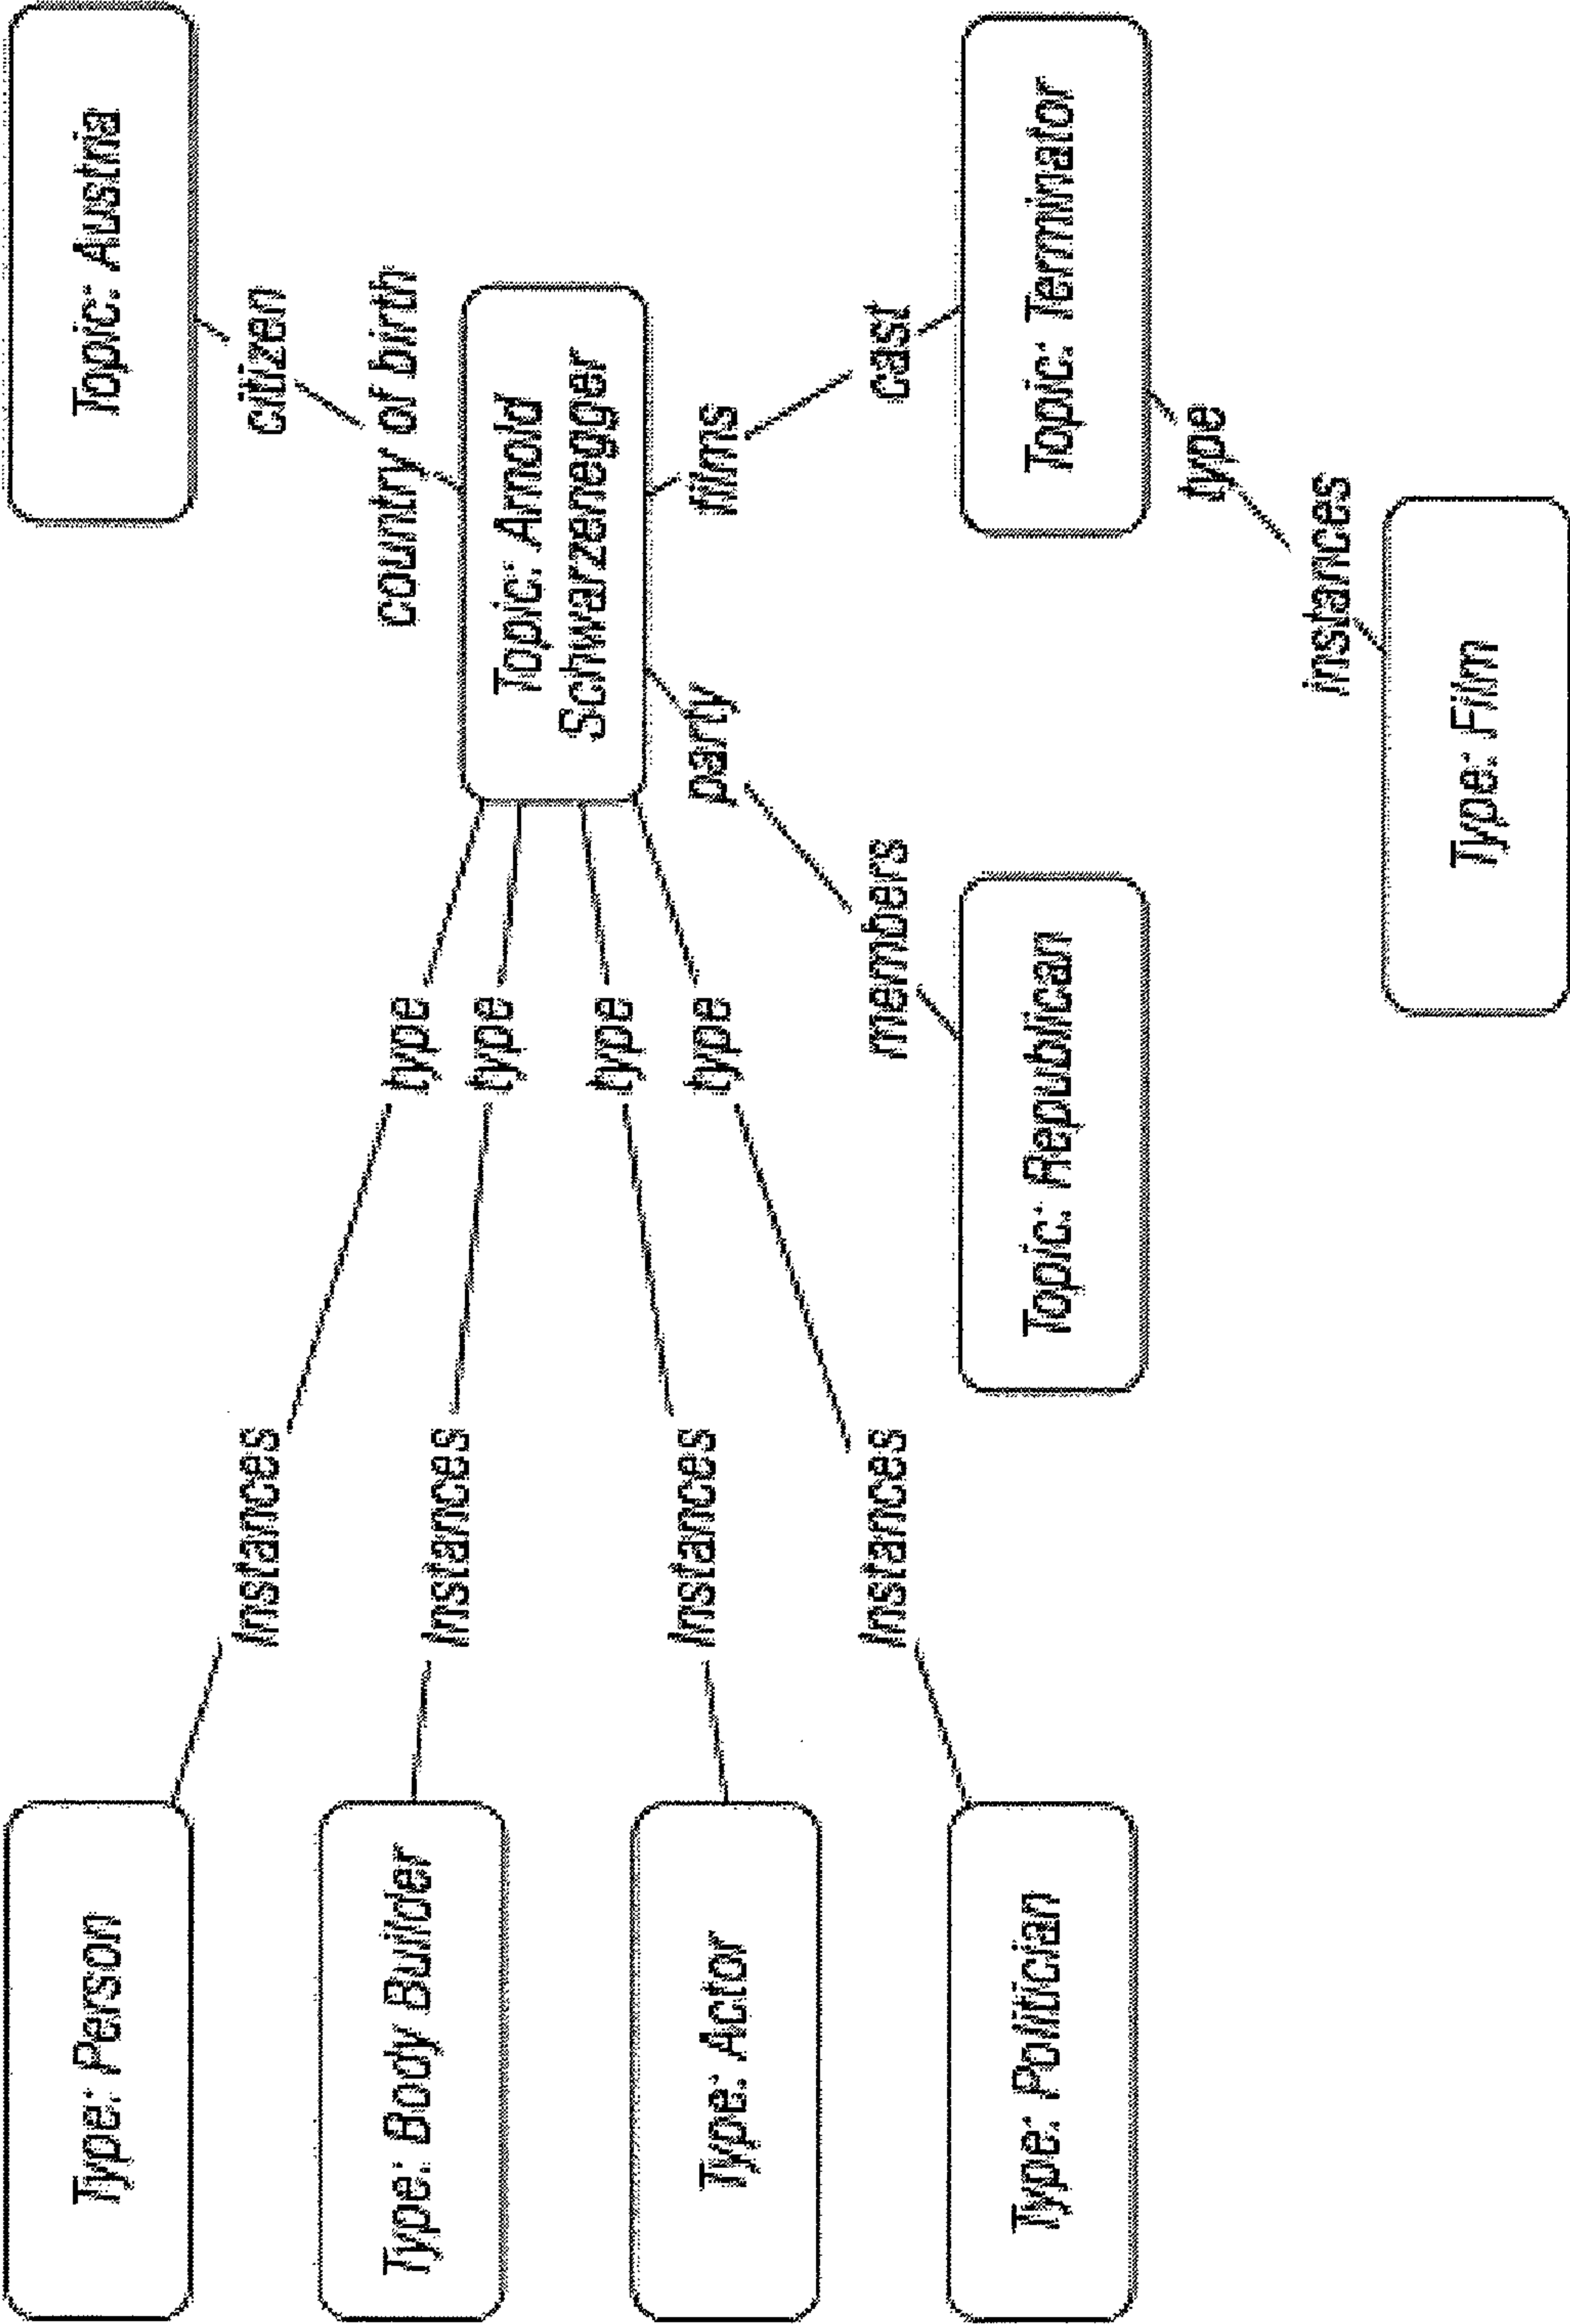 Type: Person
Instances
type
citizen
country of birth
Topic: Austria
Type: Body Builder
Instances
type
Topic: Arnold
Schwarzenegger
Type: Actor
Instances
type
films
party
Type: Politician
Instances
type
members
cast
Topic: Republican
Topic: Terminator
type
instances
Type: Film